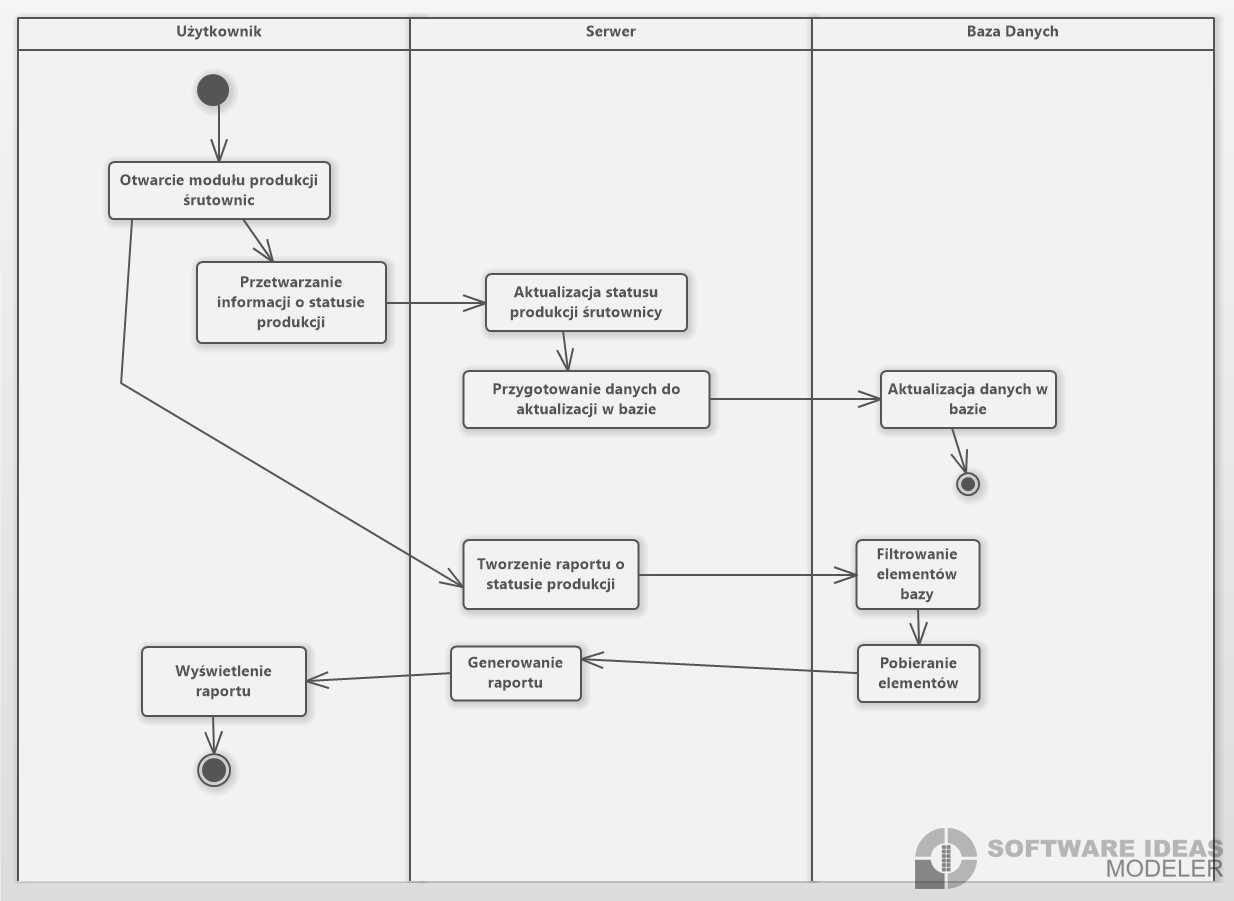 Użytkownik
Serwer
Baza Danych
Otwarcie modułu produkcji
śrutownic
Przetwarzanie
informacji o statusie
produkcji
Aktualizacja statusu
produkcji śrutownicy
Przygotowanie danych do
aktualizacji w bazie
Aktualizacja danych w
bazie
Tworzenie raportu o
statusie produkcji
Filtrowanie
elementów
bazy
Pobieranie
elementów
Generowanie
raportu
Wyświetlenie
raportu
SOFTWARE IDEAS
MODELER